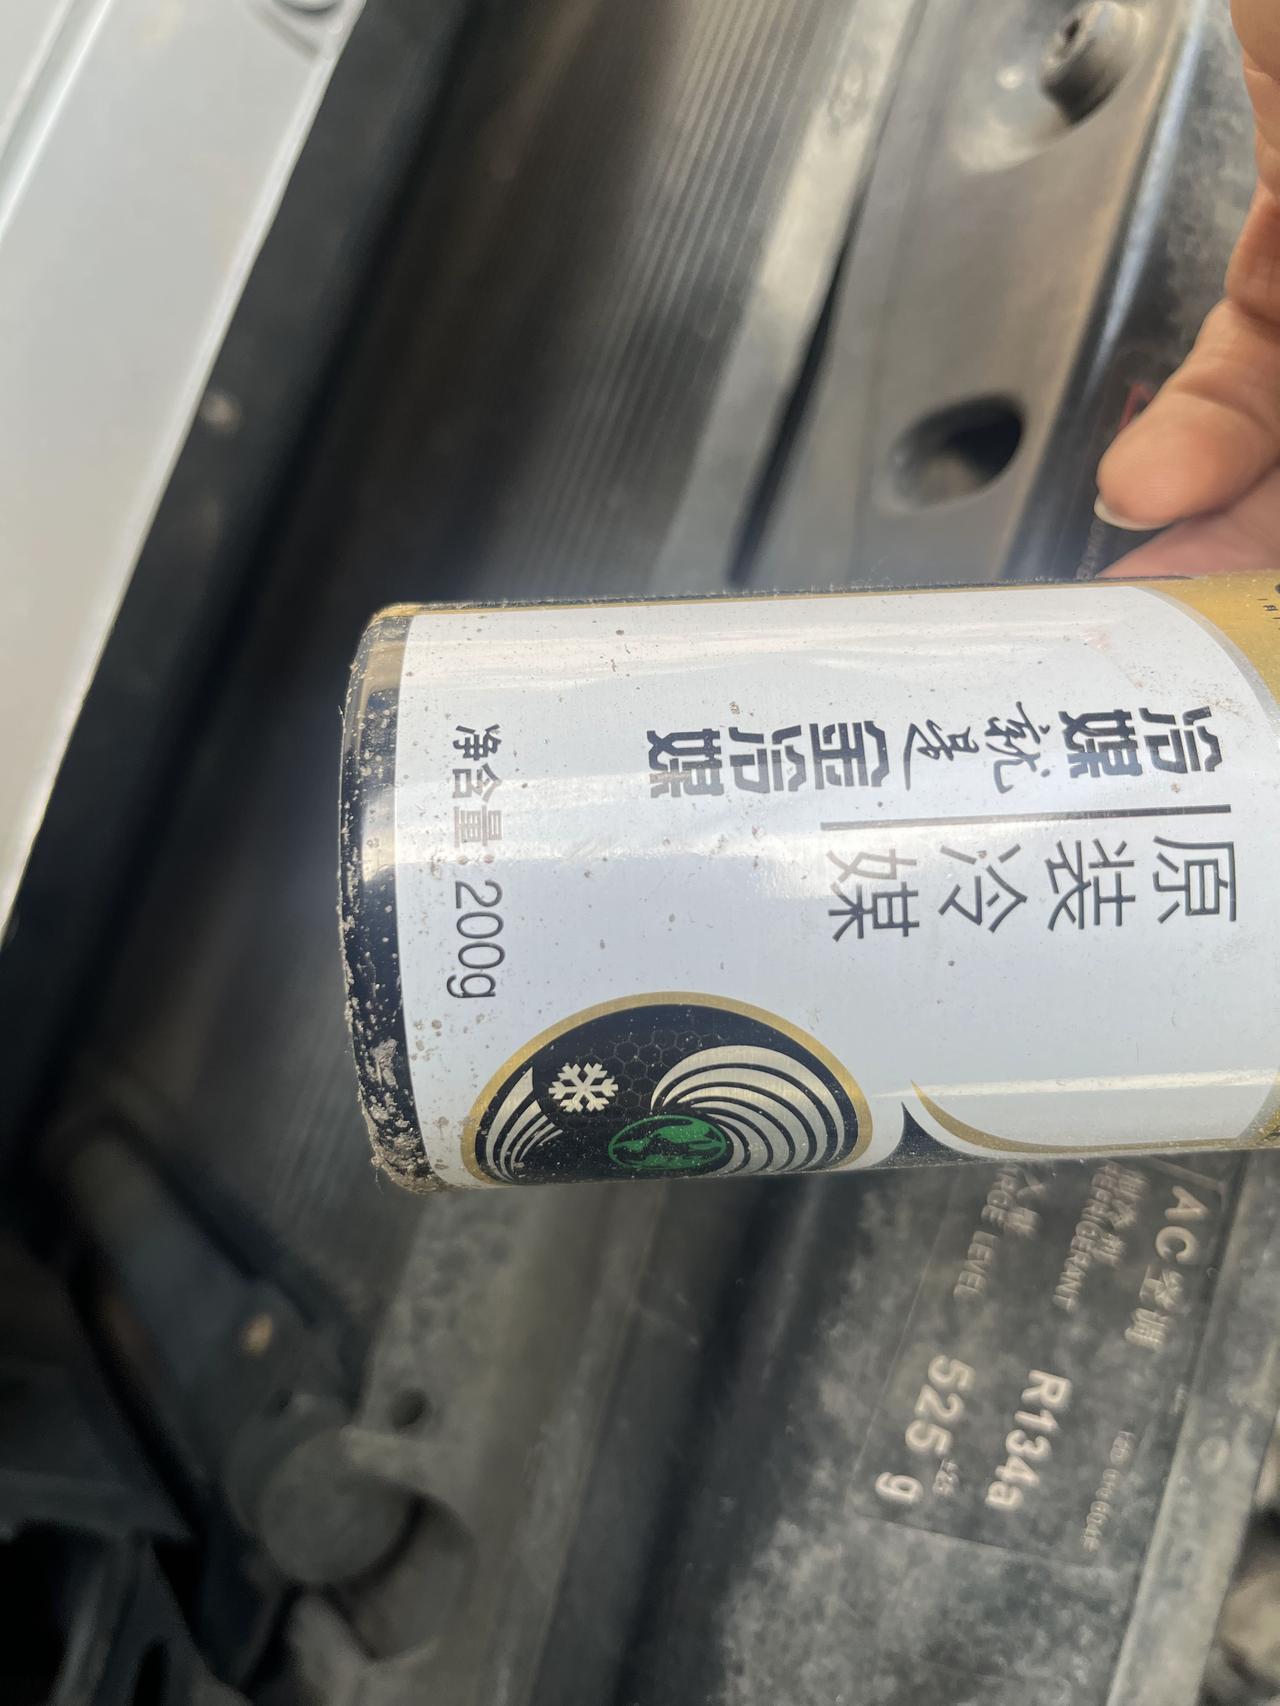 原装冷媒
冷媒就是金冷媒
净含量:200g
AC空调
REFRIGERANT R134a
LEVEL 525 ±25 g